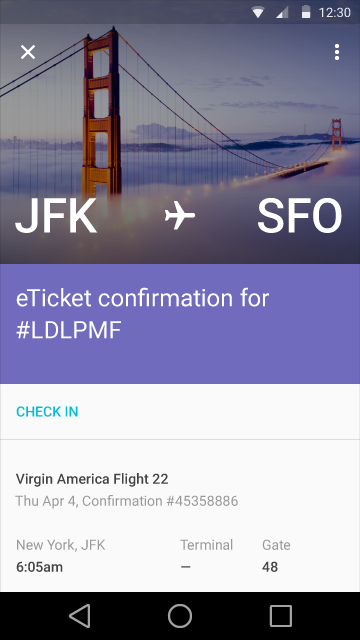 12:30
JFK SFO
eTicket confirmation for
#LDLPMF
CHECK IN
Virgin America Flight 22
Thu Apr 4, Confirmation #45358886
New York, JFK Terminal Gate
6:05am — 48